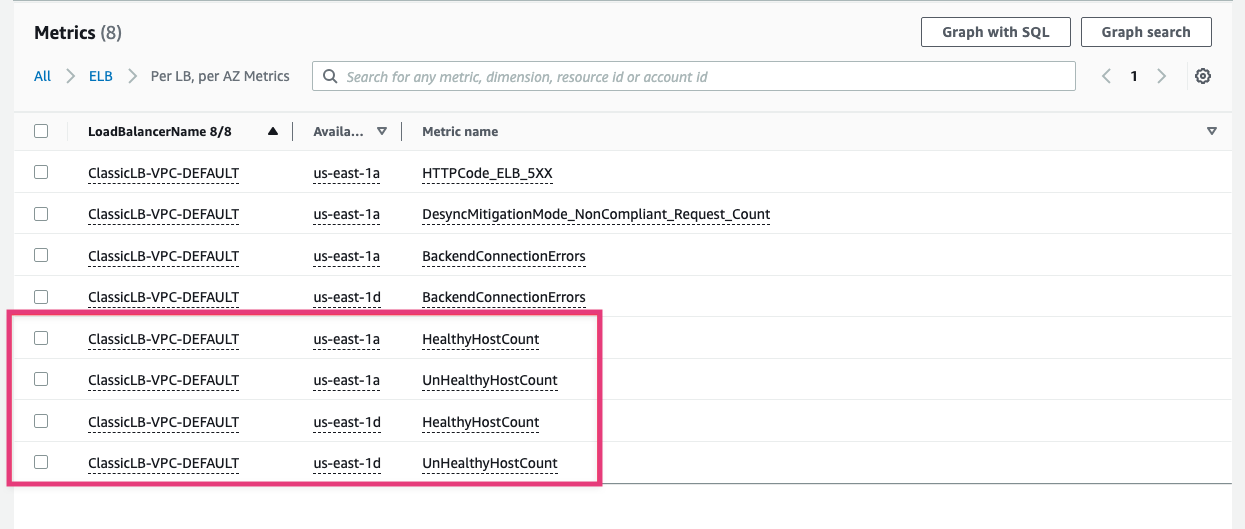 Metrics (8)
Graph with SQL
Graph search
All
ELB
Per LB, per AZ Metrics
Search for any metric, dimension, resource id or account id
1
LoadBalancerName 8/8
Availa...
Metric name
ClassicLB-VPC-DEFAULT us-east-1a HTTPCode_ELB_5XX
ClassicLB-VPC-DEFAULT us-east-1a DesyncMitigationMode_NonCompliant_Request_Count
ClassicLB-VPC-DEFAULT us-east-1a BackendConnectionErrors
ClassicLB-VPC-DEFAULT us-east-1d BackendConnectionErrors
ClassicLB-VPC-DEFAULT us-east-1a HealthyHostCount
ClassicLB-VPC-DEFAULT us-east-1a UnHealthyHostCount
ClassicLB-VPC-DEFAULT us-east-1d HealthyHostCount
ClassicLB-VPC-DEFAULT us-east-1d UnHealthyHostCount